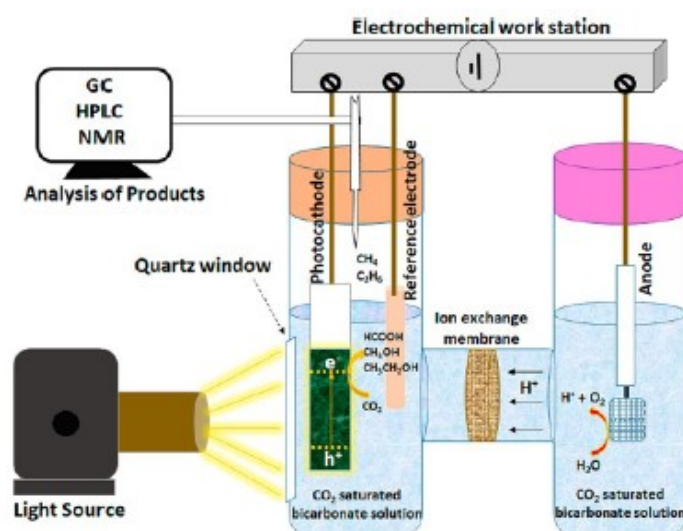 Electrochemical work station
GC
HPLC
NMR
Analysis of Products
Quartz window
Photocathode
Reference electrode
Anode
CH₄
C₂H₆
Ion exchange
membrane
HCOOH
CH₃OH
CH₃CH₂OH
e⁻
CO₂
h⁺
H⁺
H⁺ + O₂
H₂O
Light Source
CO₂ saturated
bicarbonate solution
CO₂ saturated
bicarbonate solution